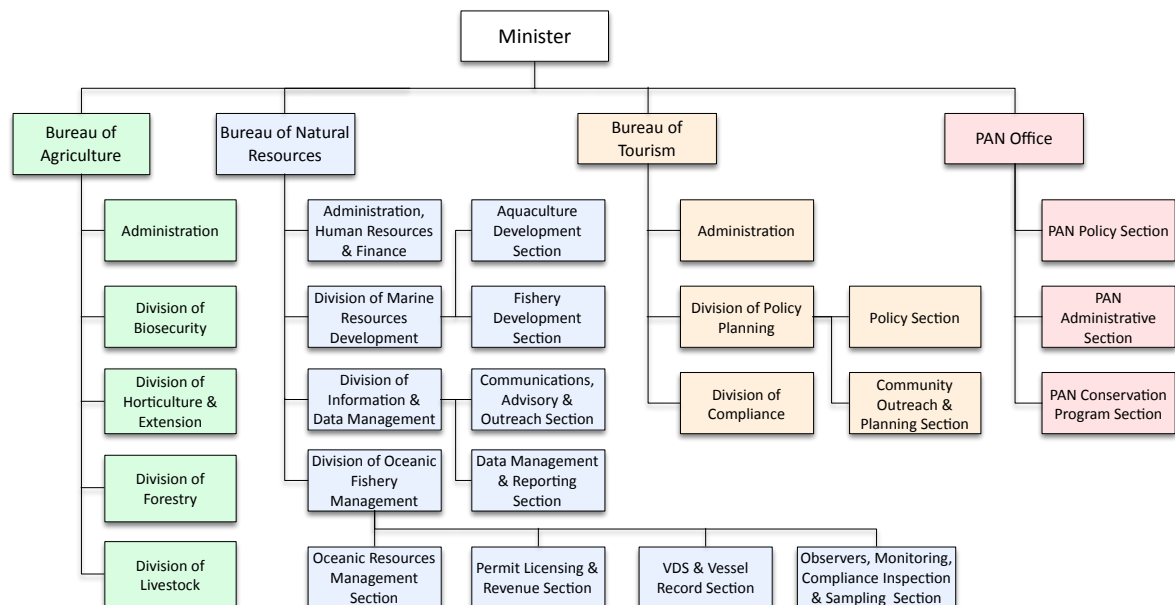 Minister
Bureau of
Agriculture
Bureau of Natural
Resources
Bureau of
Tourism
PAN Office
Administration
Division of
Biosecurity
Division of
Horticulture &
Extension
Division of
Forestry
Division of
Livestock
Administration,
Human Resources
& Finance
Division of Marine
Resources
Development
Aquaculture
Development
Section
Fishery
Development
Section
Division of
Information &
Data Management
Communications,
Advisory &
Outreach Section
Data Management
& Reporting
Section
Division of Oceanic
Fishery
Management
Oceanic Resources
Management
Section
Permit Licensing &
Revenue Section
VDS & Vessel
Record Section
Observers, Monitoring,
Compliance Inspection
& Sampling Section
Administration
Division of Policy
Planning
Policy Section
Community
Outreach &
Planning Section
Division of
Compliance
PAN Policy Section
PAN
Administrative
Section
PAN Conservation
Program Section